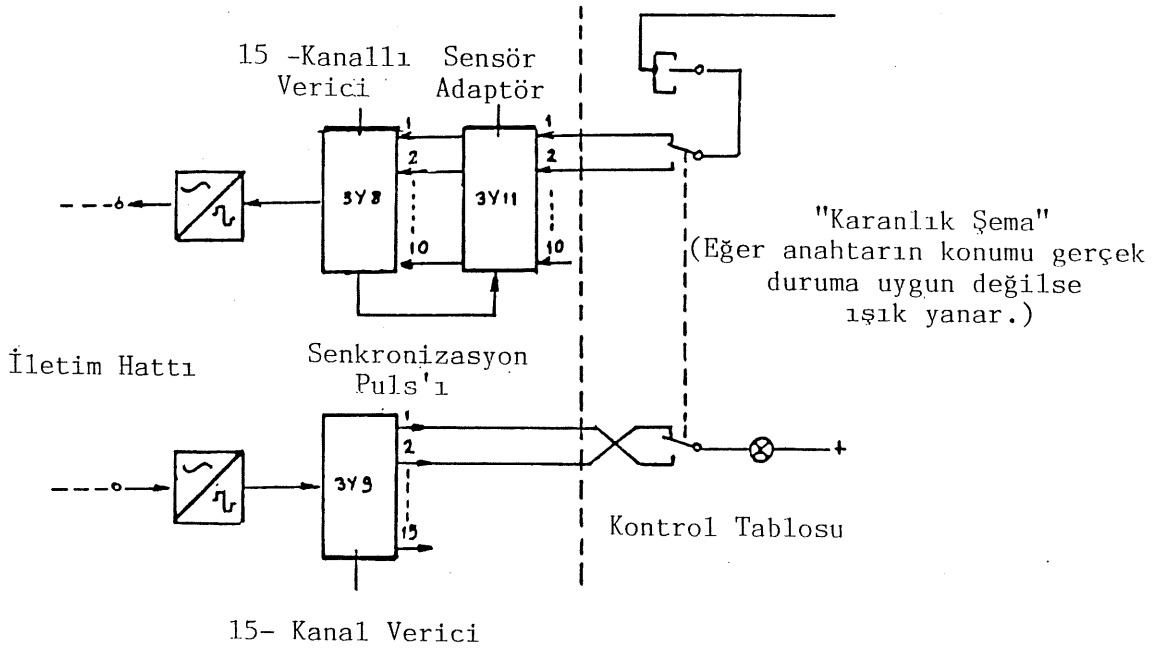 15 -Kanallı
Verici
Sensör
Adaptör
1
2
10
1
2
10
3Y8
3Y11
"Karanlık Şema"
(Eğer anahtarın konumu gerçek
duruma uygun değilse
ışık yanar.)
İletim Hattı
Senkronizasyon
Puls'ı
1
2
15
3Y9
+
Kontrol Tablosu
15- Kanal Verici